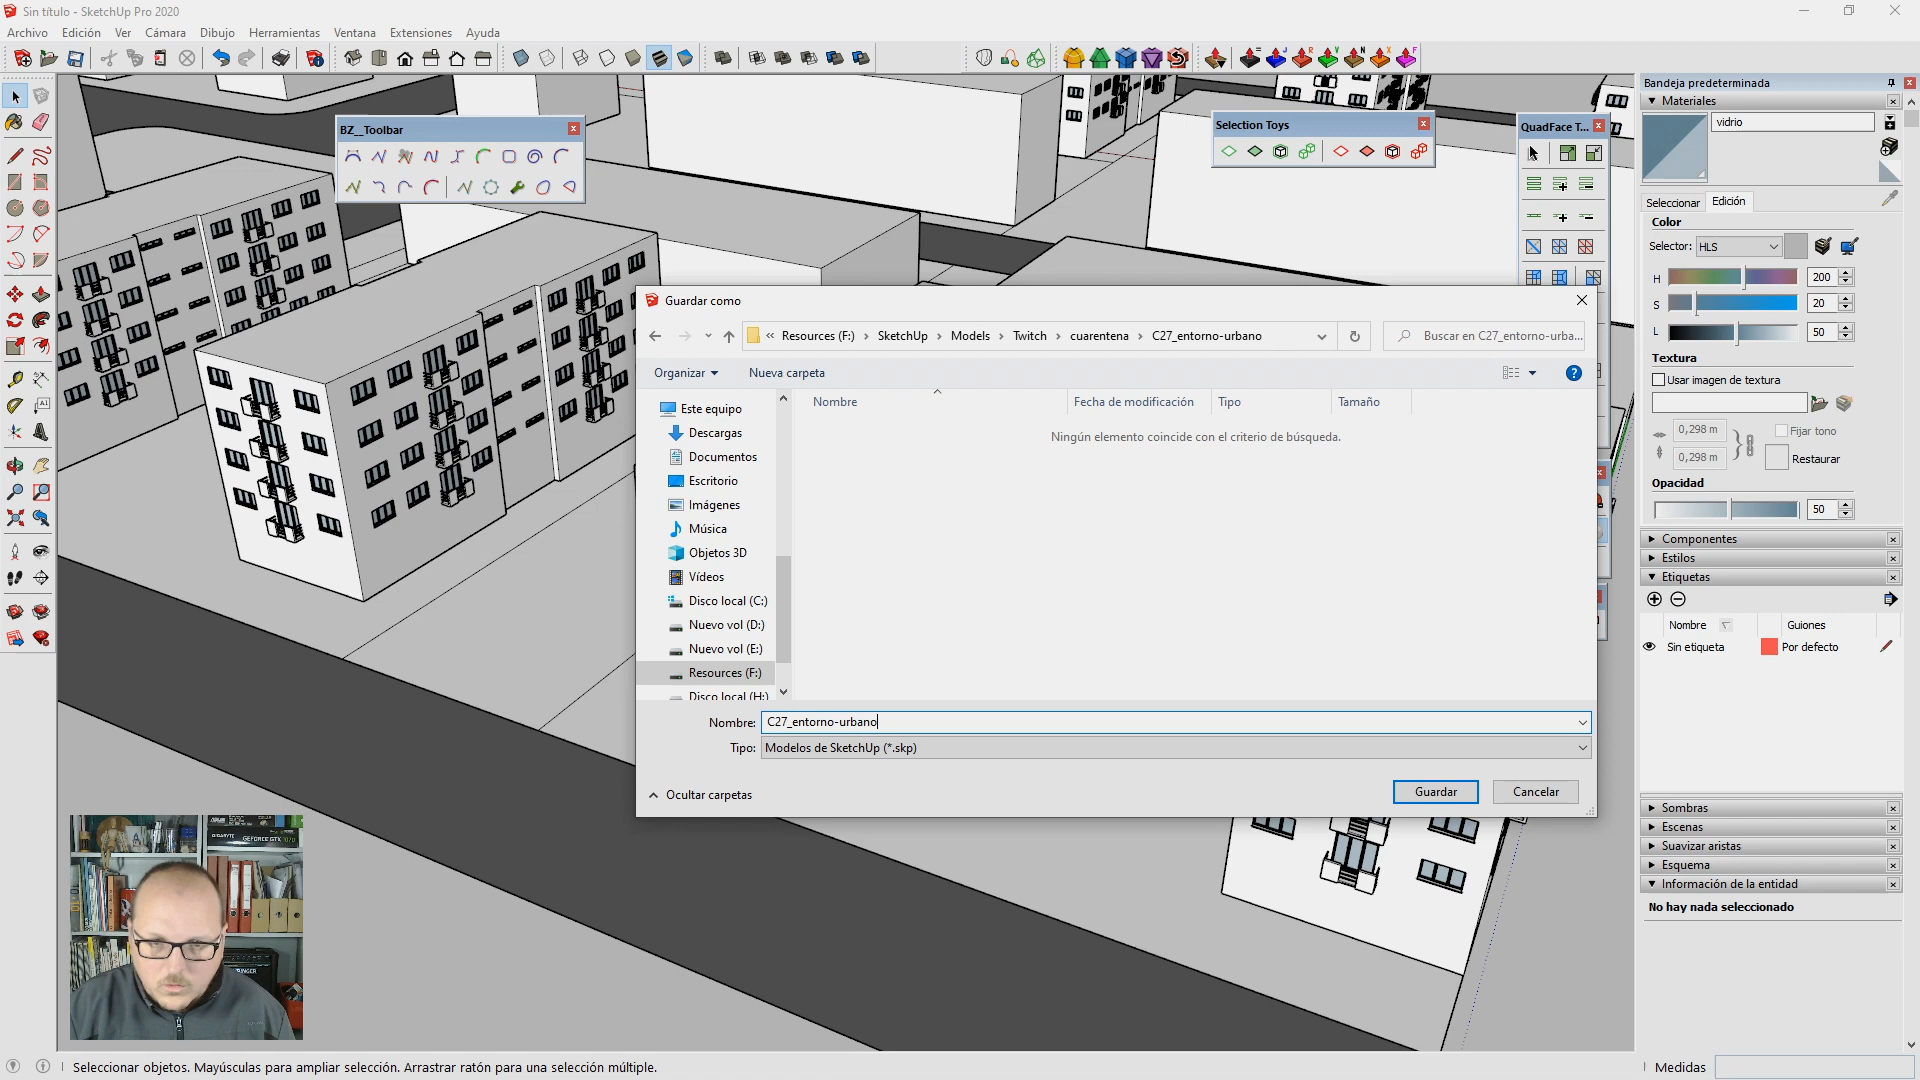 Sin título - SketchUp Pro 2020
Archivo Edición Ver Cámara Dibujo Herramientas Ventana Extensiones Ayuda
BZ__Toolbar
Selection Toys
QuadFace T...
Bandeja predeterminada
Materiales
vidrio
Seleccionar Edición
Color
Selector: HLS
H 200
S 20
L 50
Textura
Usar imagen de textura
0,298 m Fijar tono
0,298 m Restaurar
Opacidad
50
Componentes
Estilos
Etiquetas
Nombre Guiones
Sin etiqueta Por defecto
Sombras
Escenas
Suavizar aristas
Esquema
Información de la entidad
No hay nada seleccionado
Guardar como
« Resources (F:) › SketchUp › Models › Twitch › cuarentena › C27_entorno-urbano
Buscar en C27_entorno-urba...
Organizar Nueva carpeta
Nombre Fecha de modificación Tipo Tamaño
Ningún elemento coincide con el criterio de búsqueda.
Este equipo
Descargas
Documentos
Escritorio
Imágenes
Música
Objetos 3D
Vídeos
Disco local (C:)
Nuevo vol (D:)
Nuevo vol (E:)
Resources (F:)
Disco local (H:)
Nombre: C27_entorno-urbano
Tipo: Modelos de SketchUp (*.skp)
Ocultar carpetas
Guardar Cancelar
GIGABYTE
GEFORCE GTX 1070
Seleccionar objetos. Mayúsculas para ampliar selección. Arrastrar ratón para una selección múltiple.
Medidas